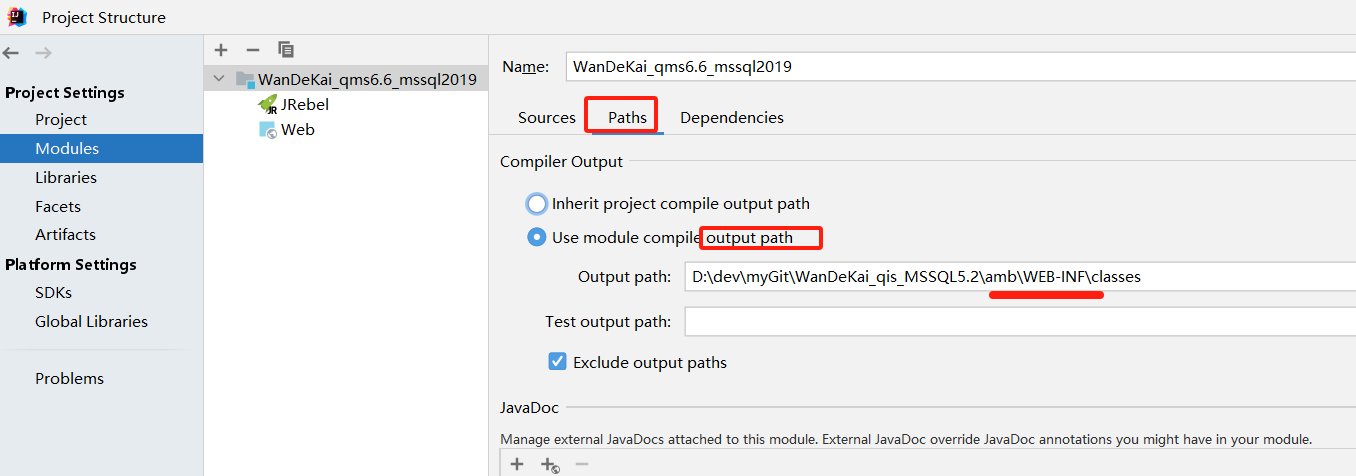 Project Structure
Project Settings
Project
Modules
Libraries
Facets
Artifacts
Platform Settings
SDKs
Global Libraries
Problems
WanDeKai_qms6.6_mssql2019
JR
JRebel
Web
Name: WanDeKai_qms6.6_mssql2019
Sources Paths Dependencies
Compiler Output
Inherit project compile output path
Use module compile output path
Output path: D:\dev\myGit\WanDeKai_qis_MSSQL5.2\amb\WEB-INF\classes
Test output path:
Exclude output paths
JavaDoc
Manage external JavaDocs attached to this module. External JavaDoc override JavaDoc annotations you might have in your module.